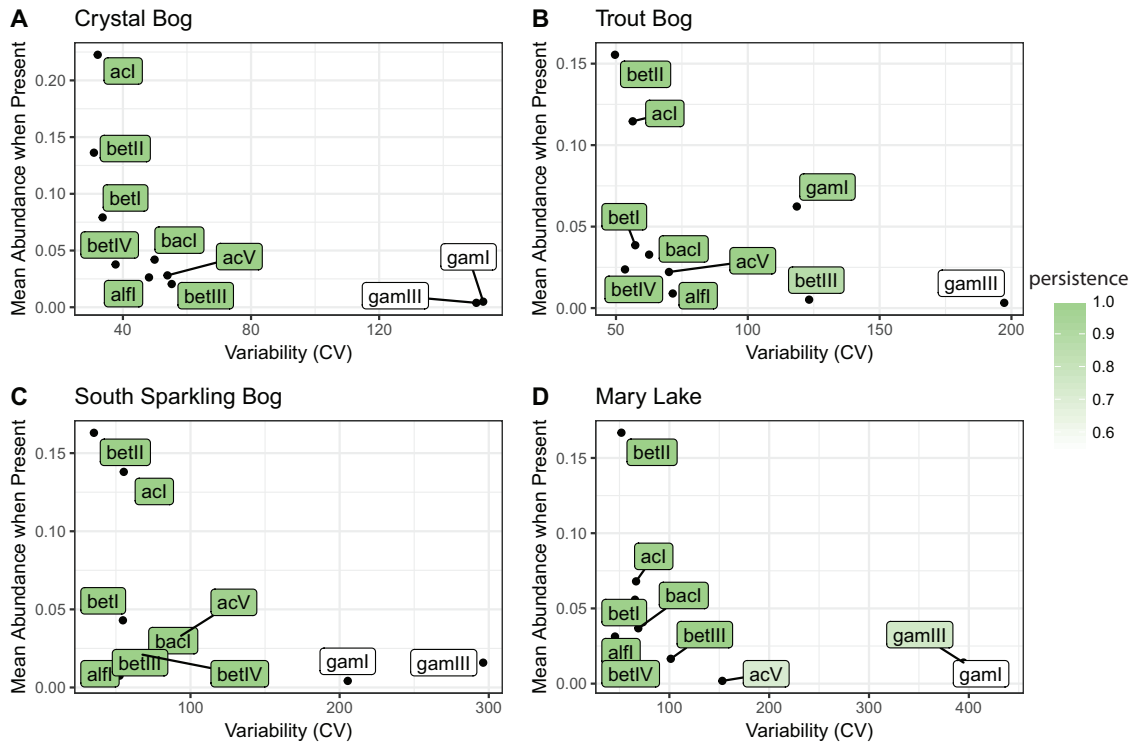 A Crystal Bog
Mean Abundance when Present
0.20
0.15
0.10
0.05
0.00
acI
betII
betI
betIV
bacI
acV
alfI
betIII
gamI
gamIII
40 80 120
Variability (CV)
B Trout Bog
Mean Abundance when Present
0.15
0.10
0.05
0.00
betII
acI
gamI
betI
bacI
acV
betIII
betIV
alfI
gamIII
50 100 150 200
Variability (CV)
persistence
1.0
0.9
0.8
0.7
0.6
C South Sparkling Bog
Mean Abundance when Present
0.15
0.10
0.05
0.00
betII
acI
betI
acV
bacI
alfI
betIII
betIV
gamI
gamIII
100 200 300
Variability (CV)
D Mary Lake
Mean Abundance when Present
0.15
0.10
0.05
0.00
betII
acI
bacI
betI
betIII
alfI
betIV
acV
gamIII
gamI
100 200 300 400
Variability (CV)